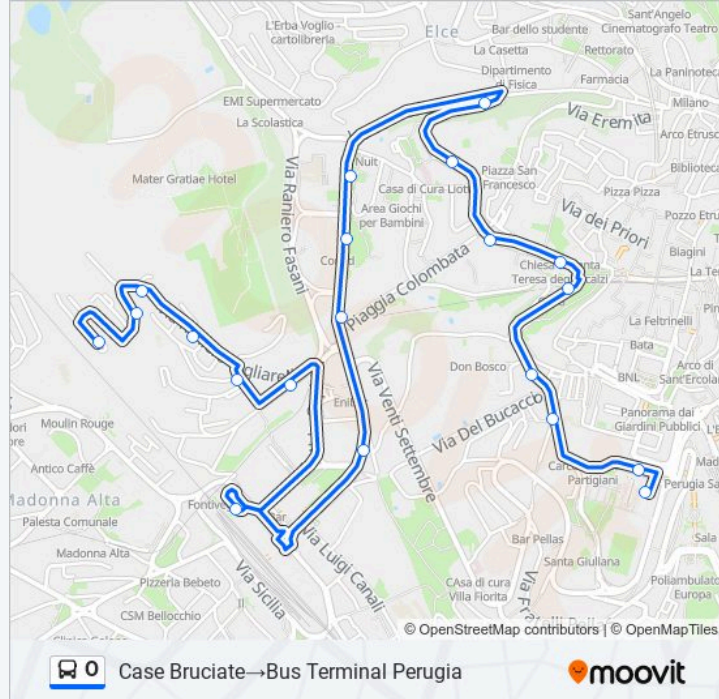 Sant'Angelo
L'Erba Voglio -
cartolibreria
Bar dello studente
Cinematografo Teatro
Elce
La Casetta
Rettorato
Dipartimento
di Fisica
La Paninoteca
Farmacia
EMI Supermercato
Milano
La Scolastica
Via Eremita
Arco Etrusco
Nuit
Piazza San
Francesco
Biblioteca
Mater Gratiae Hotel
Casa di Cura Liotti
Pizza Pizza
Via Raniero Fasani
Area Giochi
per Bambini
Via dei Priori
Pozzo Etru
Biagini
Piaggia Colombata
La Feltrinelli
Bata
Don Bosco
Via Venti Settembre
BNL
Arco di
Sant'Ercola
Moulin Rouge
Via Del Bucaccio
Panorama dai
Giardini Pubblici
Antico Caffè
Partigiani
Perugia Sa
Madonna Alta
Palesta Comunale
Fontiveg
Bar
Sala
Madonna Alta
Via Luigi Canali
Bar Pellas
Santa Giuliana
Pizzeria Bebeto
Via Sicilia
CAsa di cura
Villa Fiorita
Poliambulato
Europa
CSM Bellocchio
© OpenStreetMap contributors | © OpenMapTiles
0 Case Bruciate→Bus Terminal Perugia
moovit